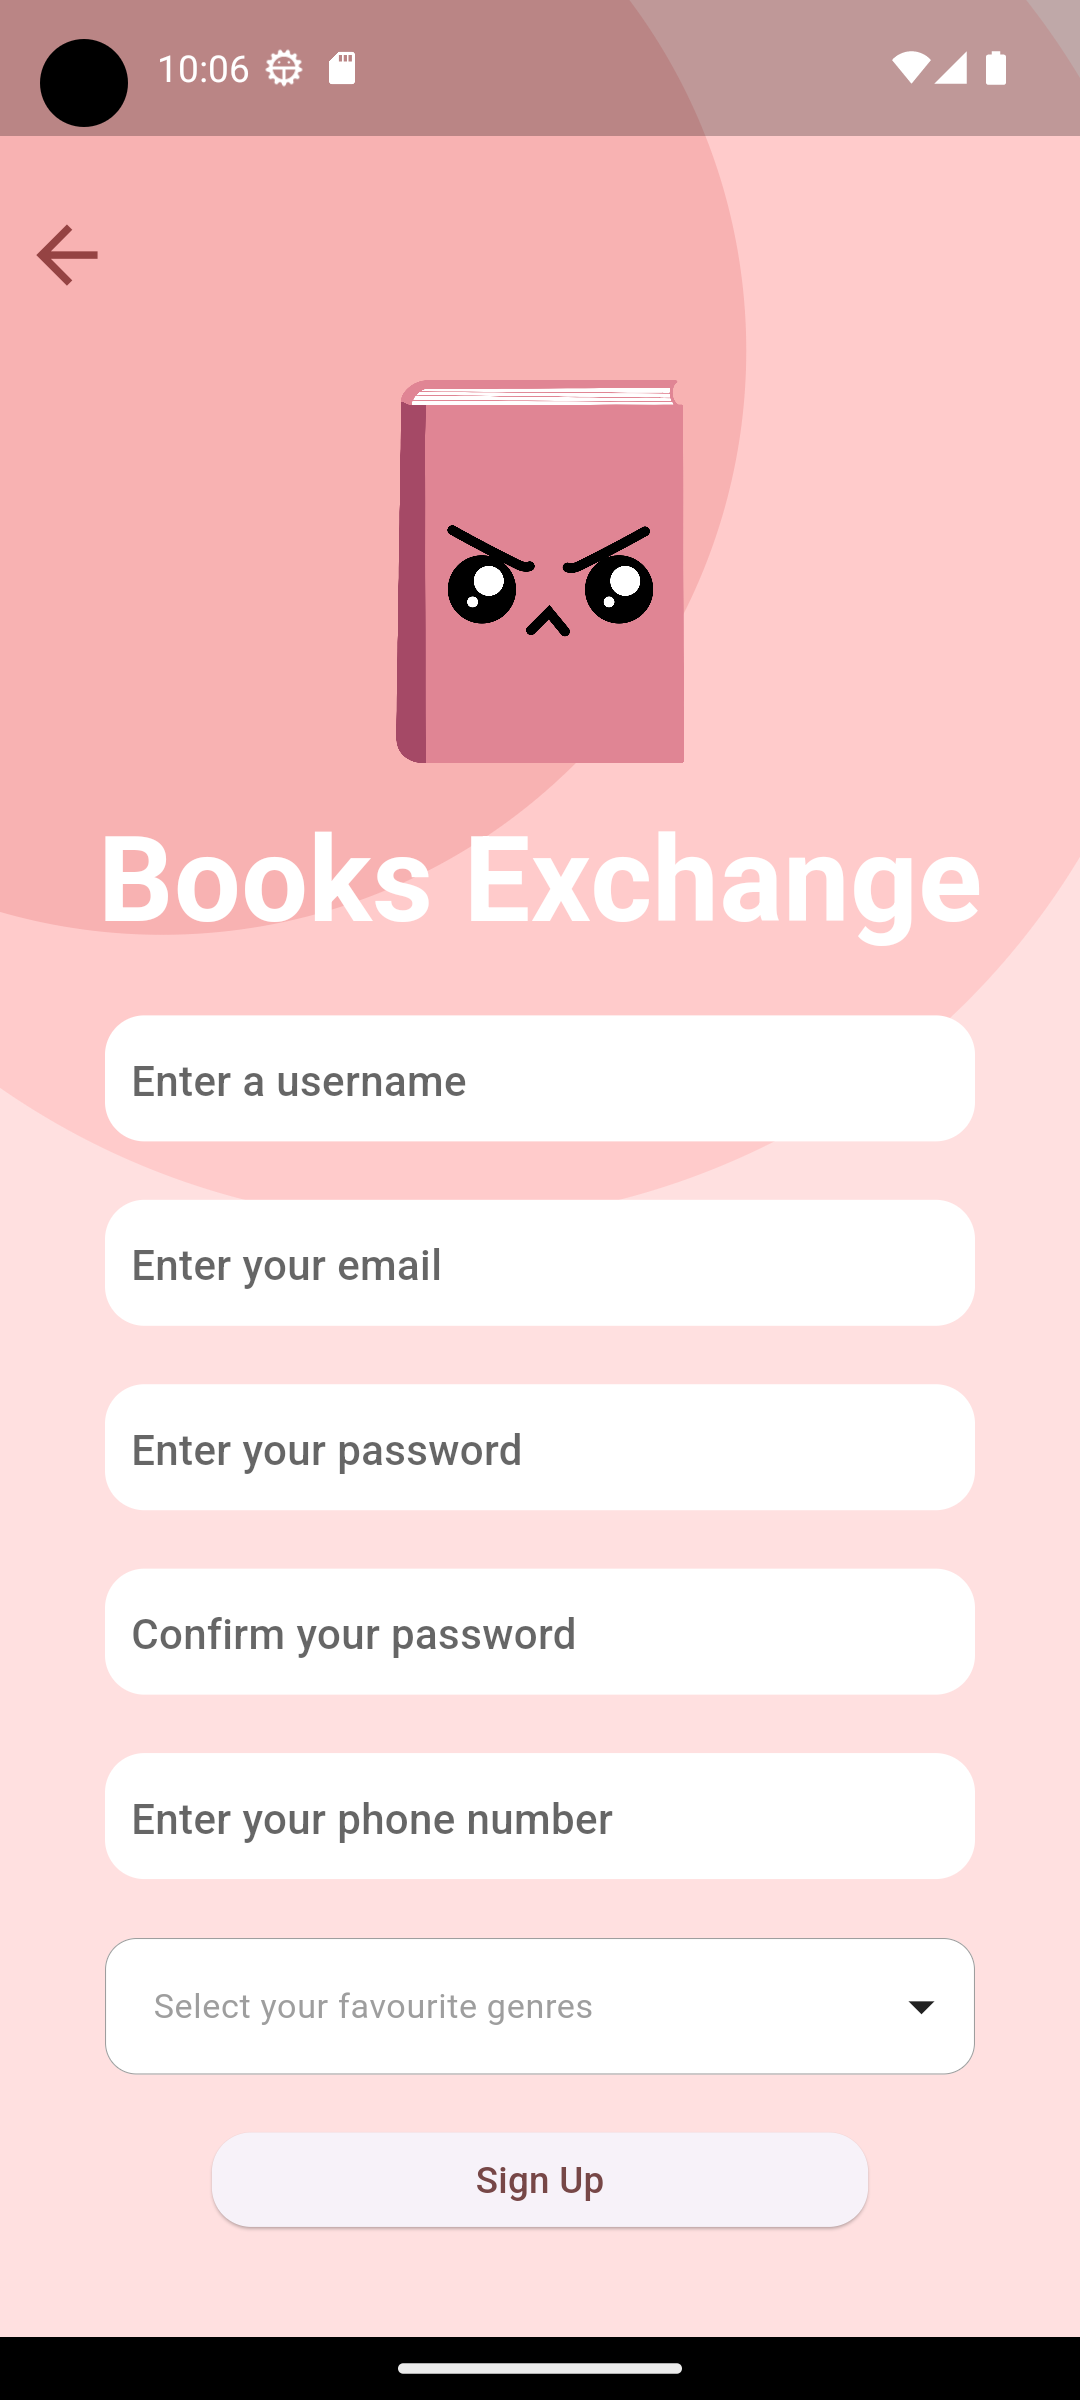 10:06
Books Exchange
Enter a username
Enter your email
Enter your password
Confirm your password
Enter your phone number
Select your favourite genres
Sign Up